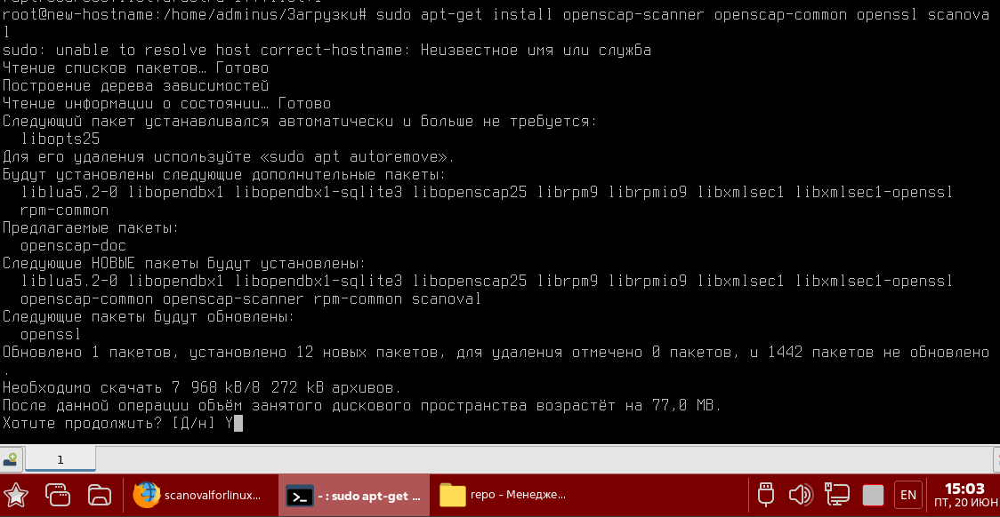 root@new-hostname:/home/adminus/Загрузки# sudo apt-get install openscap-scanner openscap-common openssl scanova
l
sudo: unable to resolve host correct-hostname: Неизвестное имя или служба
Чтение списков пакетов… Готово
Построение дерева зависимостей
Чтение информации о состоянии… Готово
Следующий пакет устанавливался автоматически и больше не требуется:
libopts25
Для его удаления используйте «sudo apt autoremove».
Будут установлены следующие дополнительные пакеты:
liblua5.2-0 libopendbx1 libopendbx1-sqlite3 libopenscap25 librpm9 librpmio9 libxmlsec1 libxmlsec1-openssl
rpm-common
Предлагаемые пакеты:
openscap-doc
Следующие НОВЫЕ пакеты будут установлены:
liblua5.2-0 libopendbx1 libopendbx1-sqlite3 libopenscap25 librpm9 librpmio9 libxmlsec1 libxmlsec1-openssl
openscap-common openscap-scanner rpm-common scanoval
Следующие пакеты будут обновлены:
openssl
Обновлено 1 пакетов, установлено 12 новых пакетов, для удаления отмечено 0 пакетов, и 1442 пакетов не обновлено
.
Необходимо скачать 7 968 kB/8 272 kB архивов.
После данной операции объём занятого дискового пространства возрастёт на 77,0 MB.
Хотите продолжить? [Д/н] Y
1
scanovalforlinux...
- : sudo apt-get ...
repo - Менедже...
EN
15:03
ПТ, 20 ИЮН